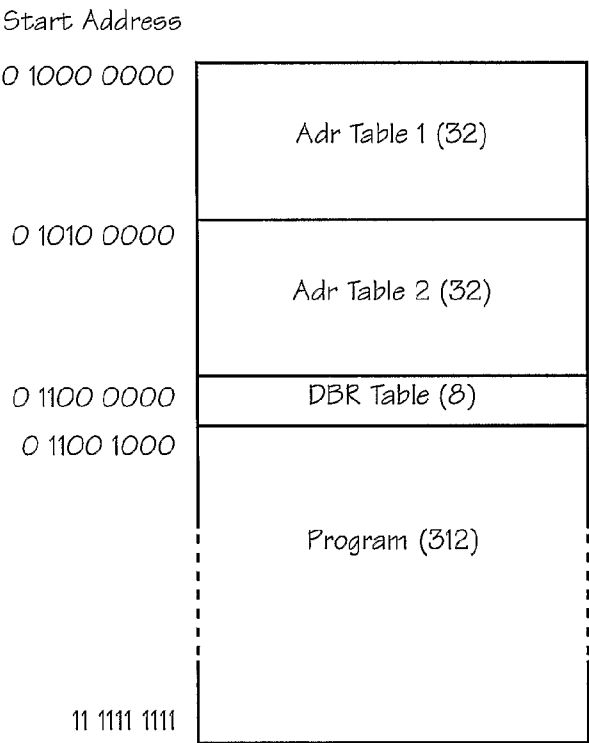 Start Address
0 1000 0000
Adr Table 1 (32)
0 1010 0000
Adr Table 2 (32)
0 1100 0000
DBR Table (8)
0 1100 1000
Program (312)
11 1111 1111